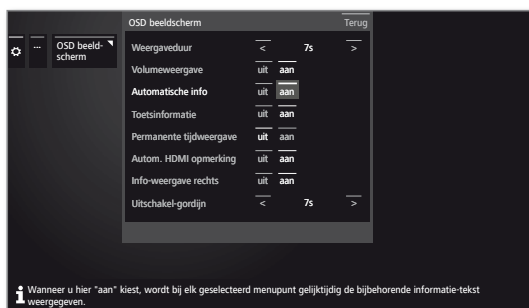 OSD beeldscherm Terug
... OSD beeld-
scherm
Weergaveduur < 7s >
Volumeweergave uit aan
Automatische info uit aan
Toetsinformatie uit aan
Permanente tijdweergave uit aan
Autom. HDMI opmerking uit aan
Info-weergave rechts uit aan
Uitschakel-gordijn < 7s >
Wanneer u hier "aan" kiest, wordt bij elk geselecteerd menupunt gelijktijdig de bijbehorende informatie-tekst
weergegeven.